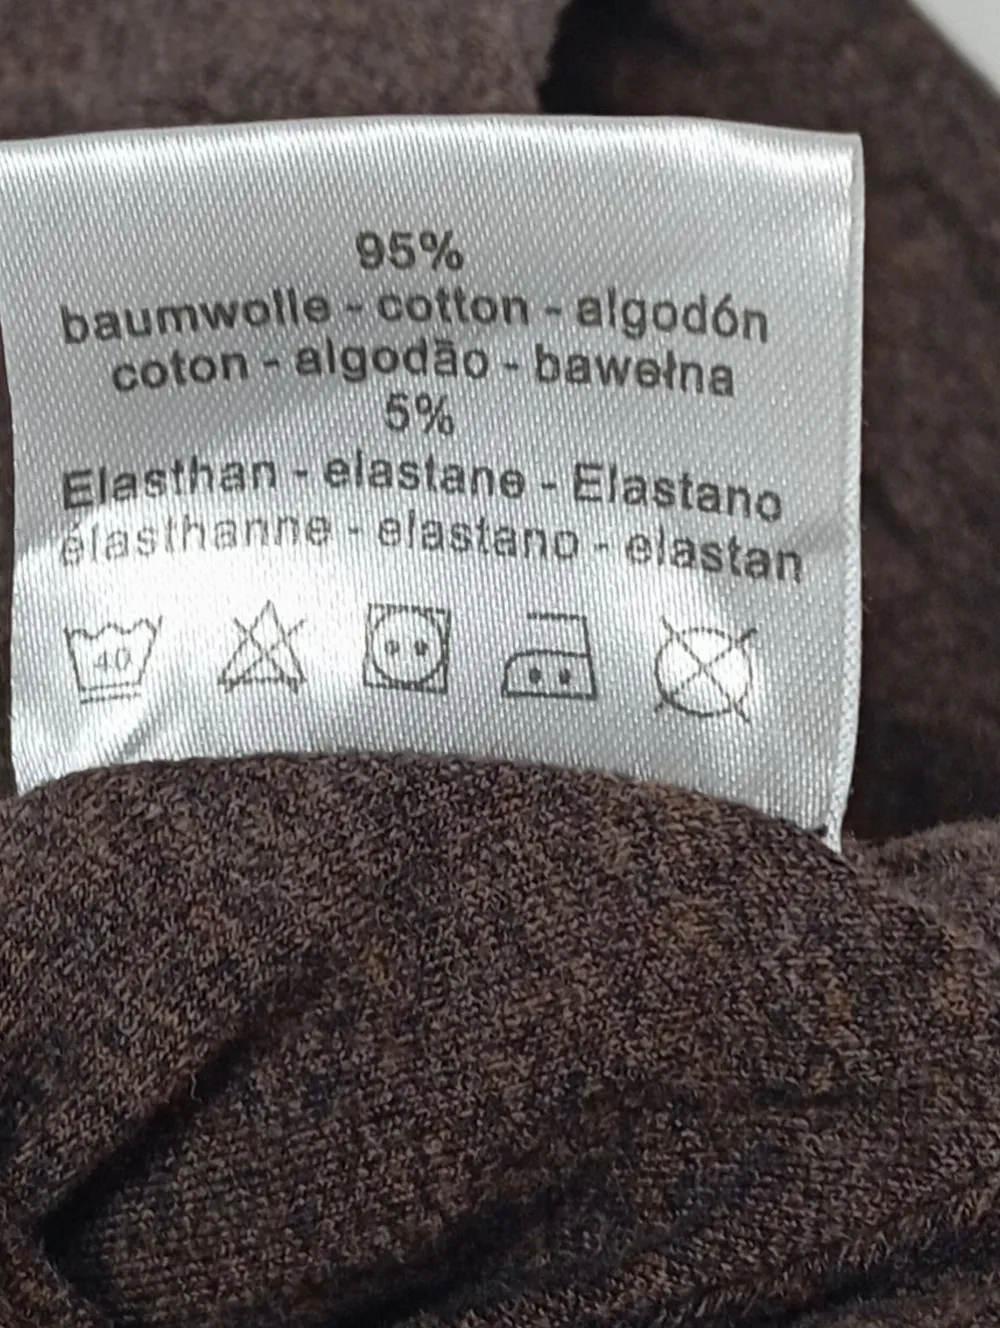 95%
baumwolle - cotton - algodón
coton - algodão - bawełna
5%
Elasthan - elastane - Elastano
élasthanne - elastano - elastan
40